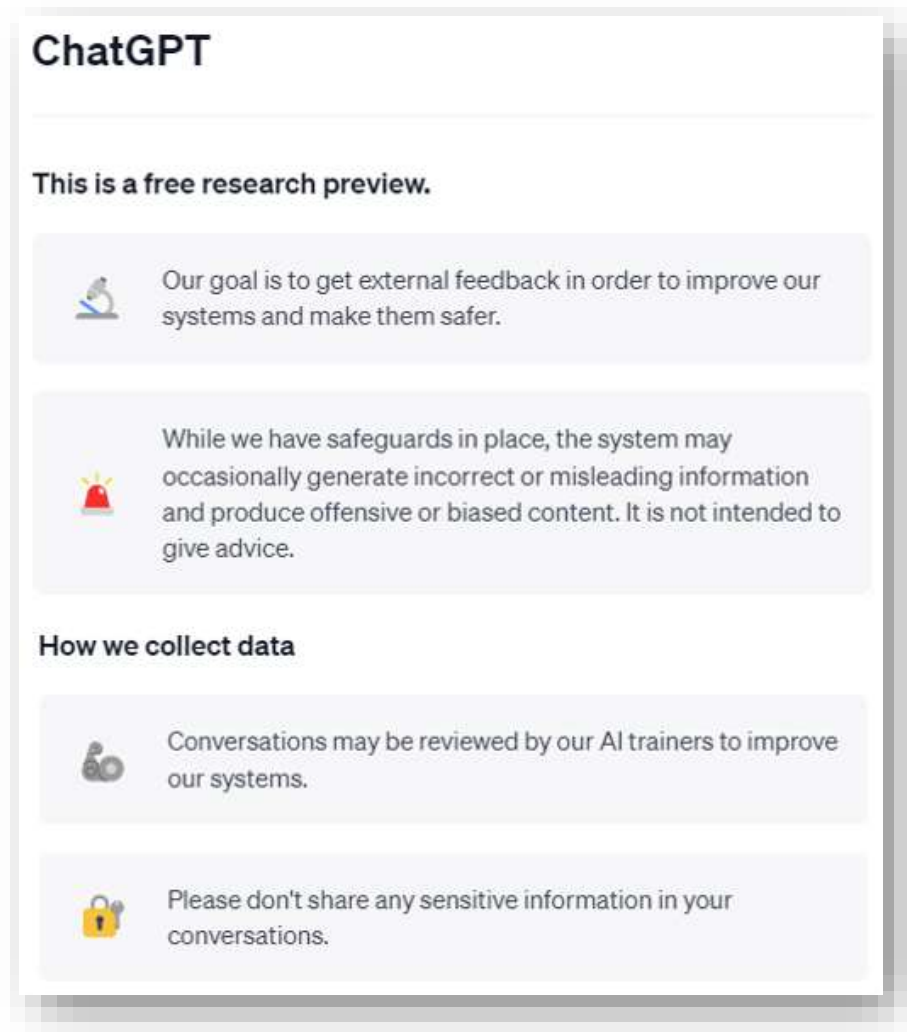 ChatGPT
This is a free research preview.
Our goal is to get external feedback in order to improve our
systems and make them safer.
While we have safeguards in place, the system may
occasionally generate incorrect or misleading information
and produce offensive or biased content. It is not intended to
give advice.
How we collect data
Conversations may be reviewed by our AI trainers to improve
our systems.
Please don't share any sensitive information in your
conversations.